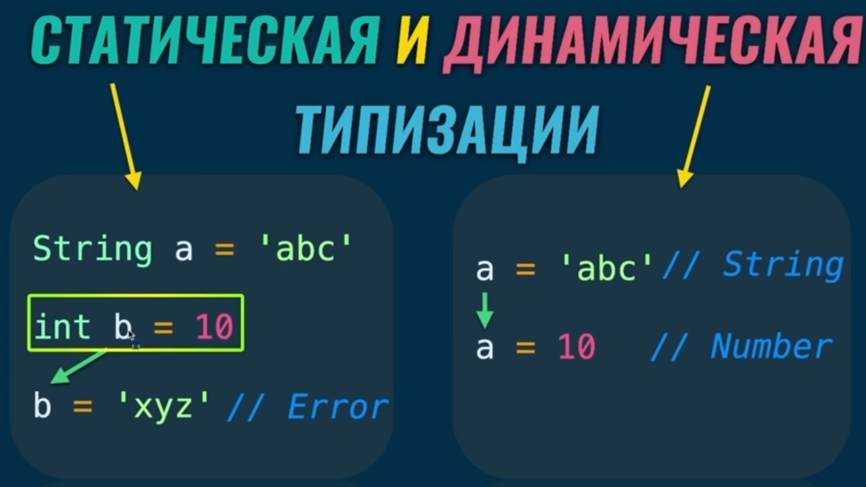 СТАТИЧЕСКАЯ И ДИНАМИЧЕСКАЯ
ТИПИЗАЦИИ
String a = 'abc'
int b = 10
b = 'xyz' // Error
a = 'abc' // String
a = 10 // Number